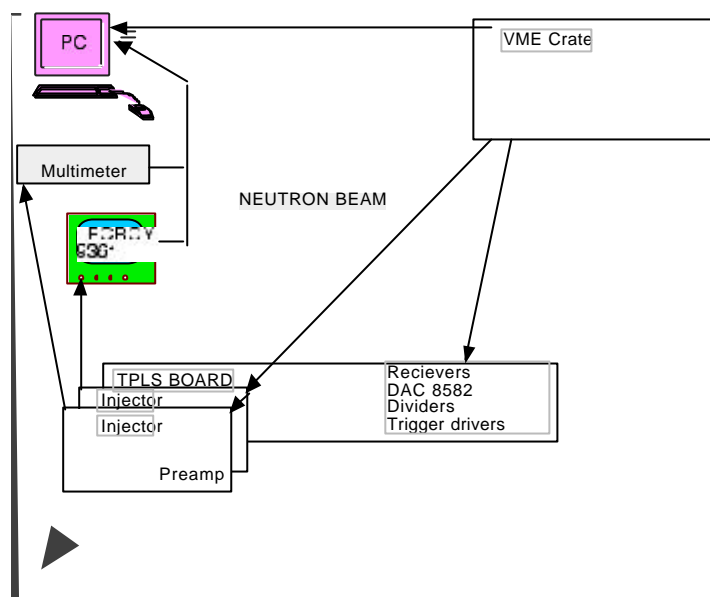 PC
VME Crate
Multimeter
NEUTRON BEAM
TPLS BOARD
Injector
Injector
Preamp
Recievers
DAC 8582
Dividers
Trigger drivers